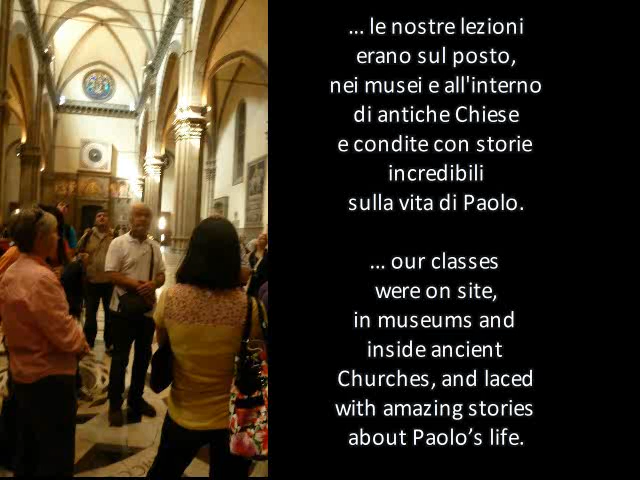 ... le nostre lezioni
erano sul posto,
nei musei e all'interno
di antiche Chiese
e condite con storie
incredibili
sulla vita di Paolo.
... our classes
were on site,
in museums and
inside ancient
Churches, and laced
with amazing stories
about Paolo’s life.